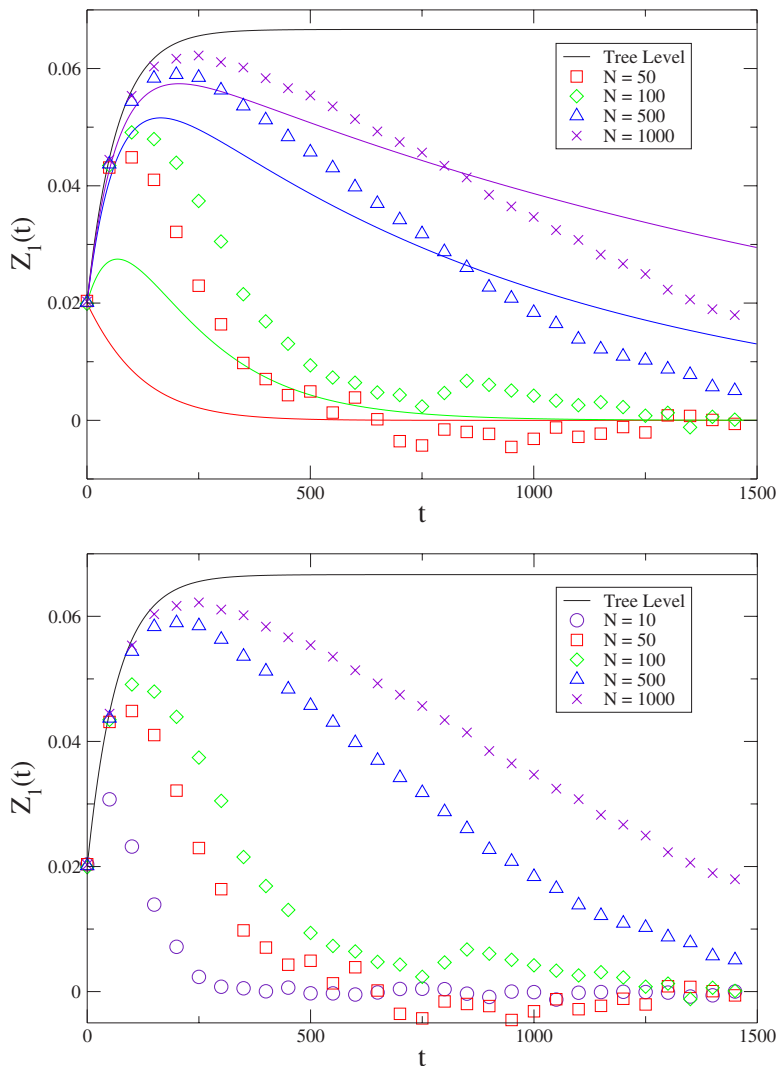 0.06
0.04
0.02
0
Z₁(t)
Tree Level
N = 50
N = 100
N = 500
N = 1000
0
500
1000
1500
t
0.06
0.04
0.02
0
Z₁(t)
Tree Level
N = 10
N = 50
N = 100
N = 500
N = 1000
0
500
1000
1500
t